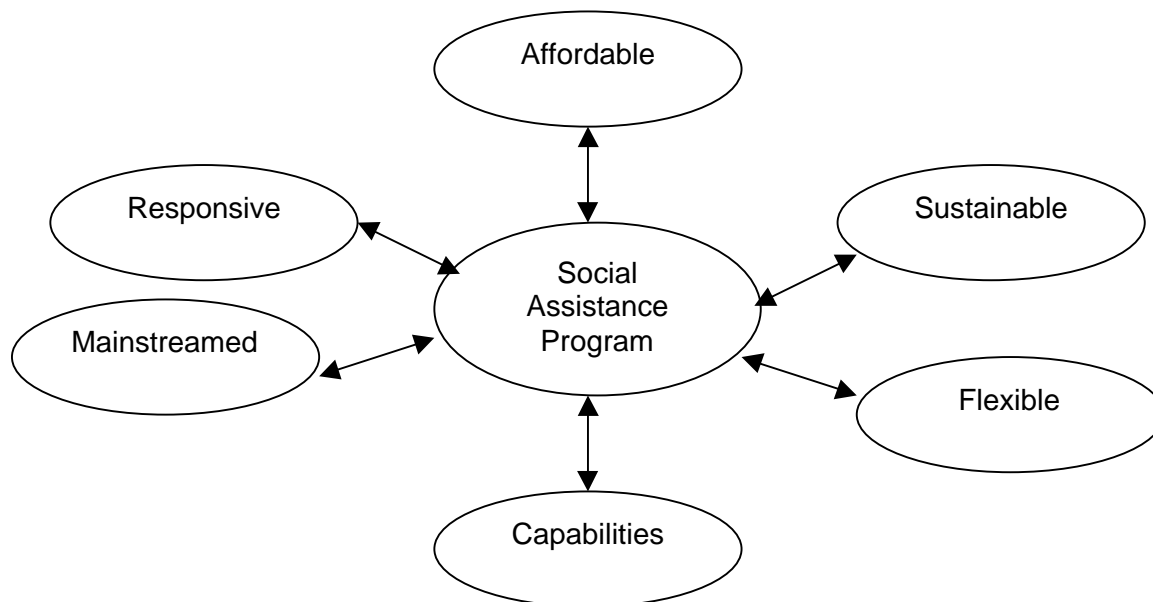 Affordable
Responsive
Sustainable
Social
Assistance
Program
Mainstreamed
Flexible
Capabilities